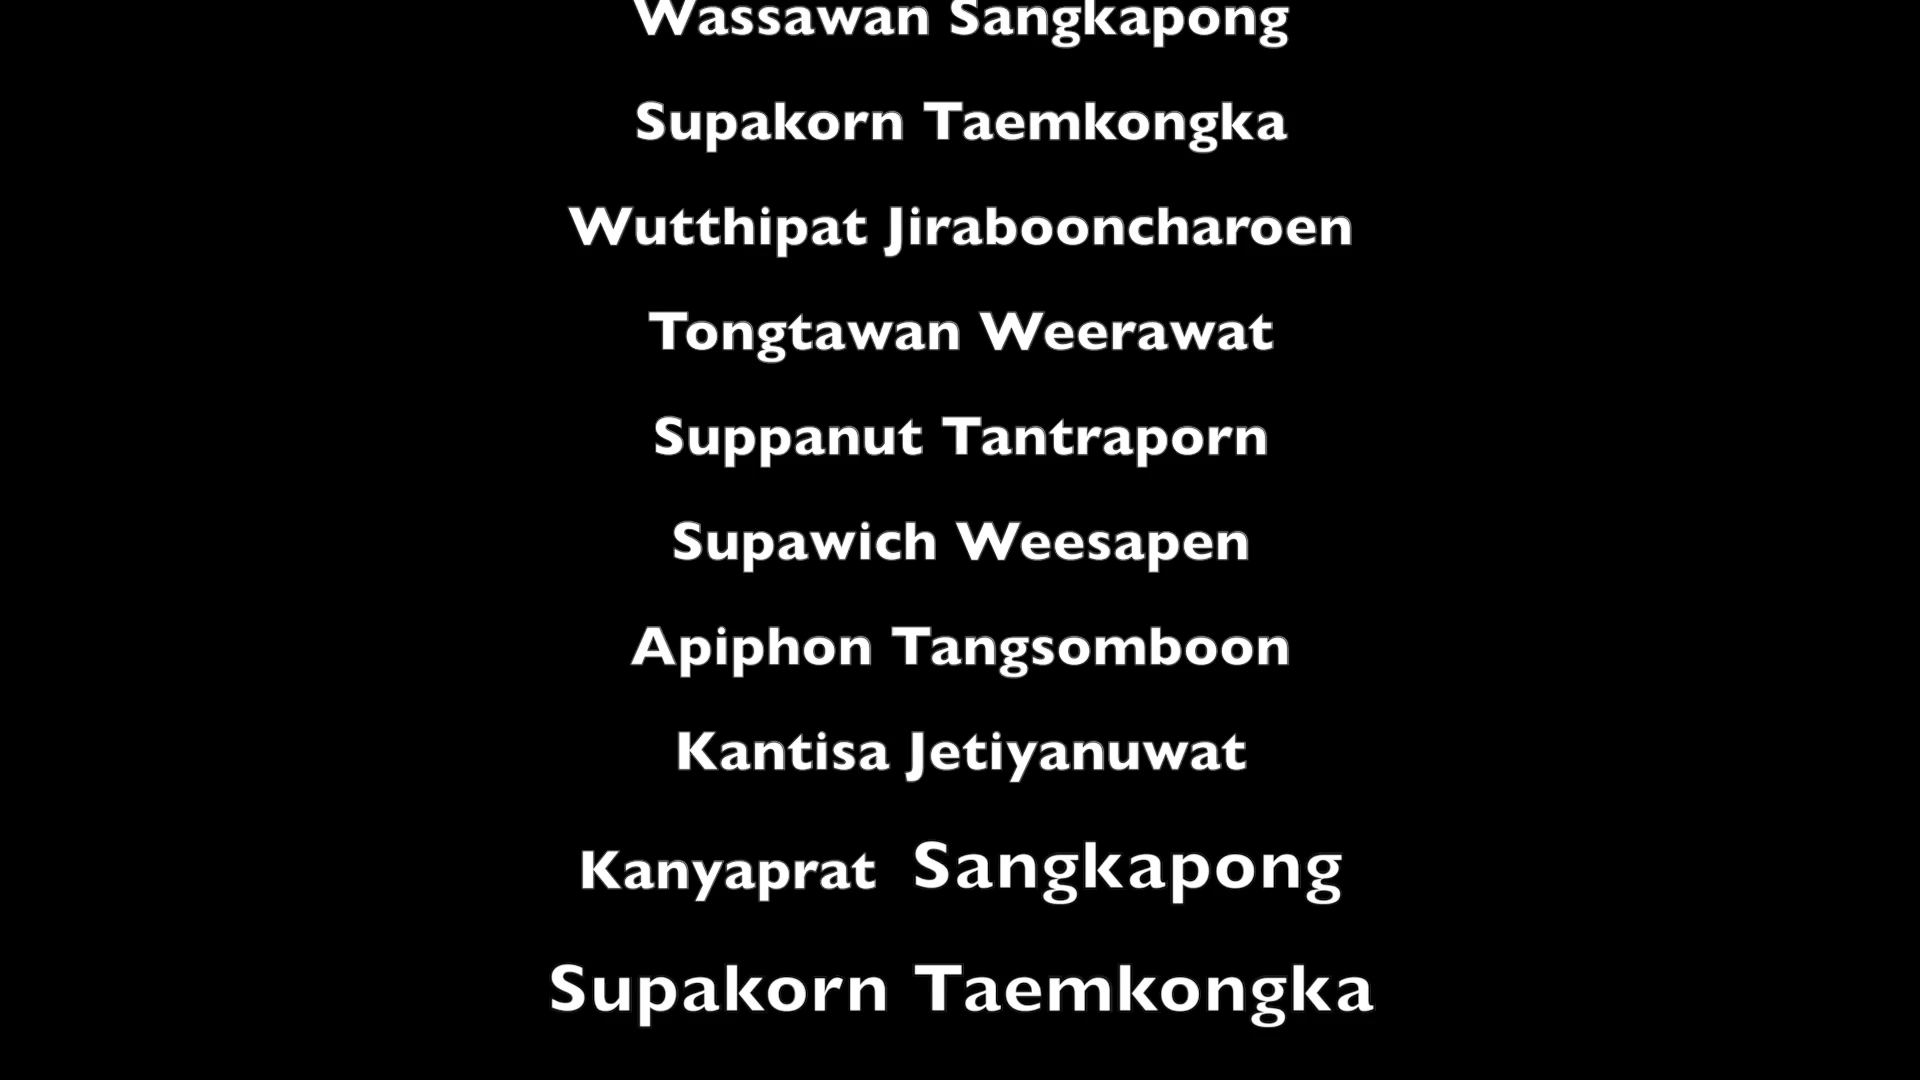 Wassawan Sangkapong
Supakorn Taemkongka
Wutthipat Jirabooncharoen
Tongtawan Weerawat
Suppanut Tantraporn
Supawich Weesapen
Apiphon Tangsomboon
Kantisa Jetiyanuwat
Kanyaprat Sangkapong
Supakorn Taemkongka